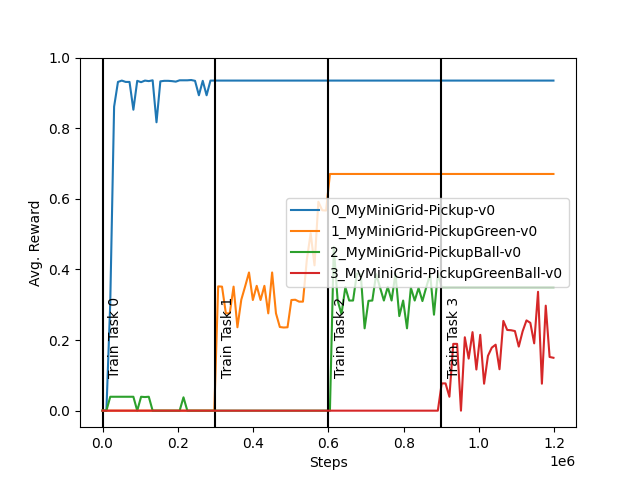 1.0
0.8
0.6
0.4
0.2
0.0
Avg. Reward
0_MyMiniGrid-Pickup-v0
1_MyMiniGrid-PickupGreen-v0
2_MyMiniGrid-PickupBall-v0
3_MyMiniGrid-PickupGreenBall-v0
Train Task 0
Train Task 1
Train Task 2
Train Task 3
0.0 0.2 0.4 0.6 0.8 1.0 1.2
1e6
Steps